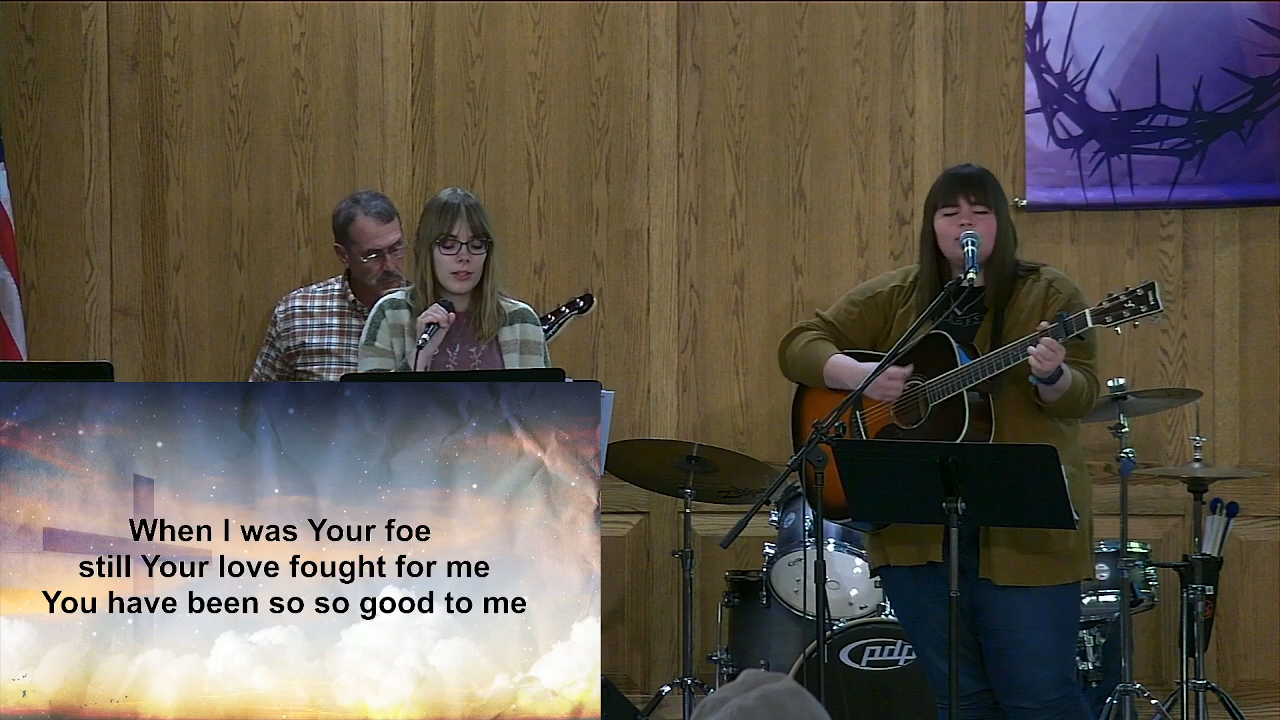 When I was Your foe
still Your love fought for me
You have been so so good to me
pdp